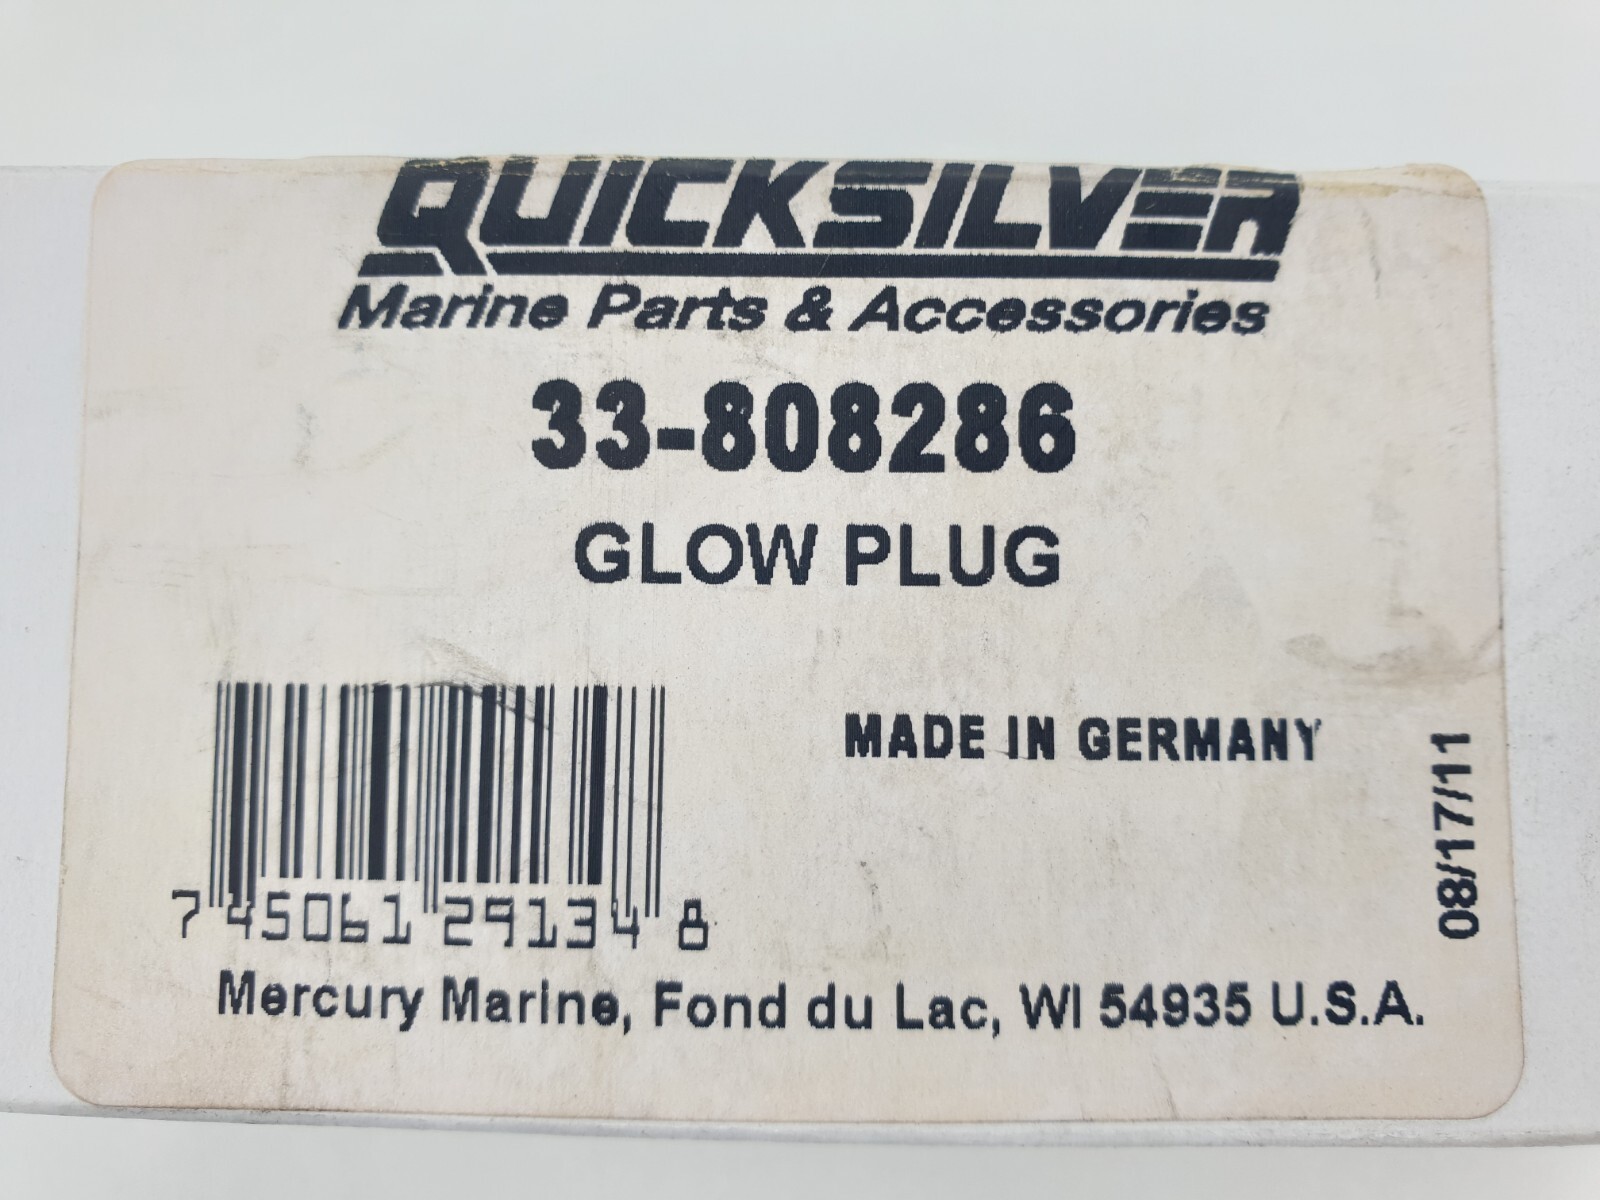 QUICKSILVER
Marine Parts & Accessories
33-808286
GLOW PLUG
MADE IN GERMANY
08/17/11
7 45061 29134 8
Mercury Marine, Fond du Lac, WI 54935 U.S.A.